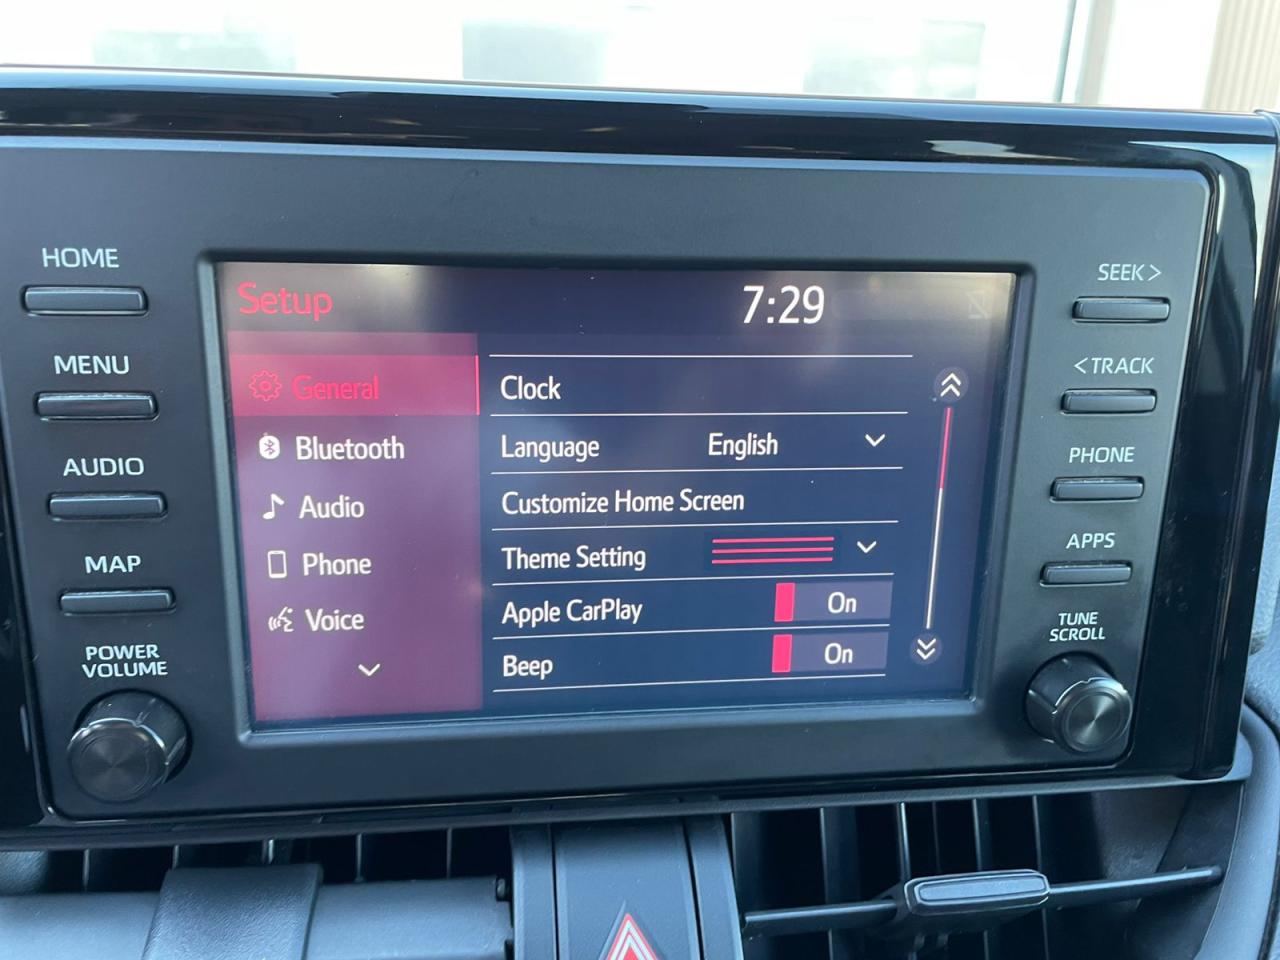 HOME
MENU
AUDIO
MAP
POWER
VOLUME
Setup
7:29
General
Bluetooth
Audio
Phone
Voice
Clock
Language English
Customize Home Screen
Theme Setting
Apple CarPlay On
Beep On
SEEK>
<TRACK
PHONE
APPS
TUNE
SCROLL